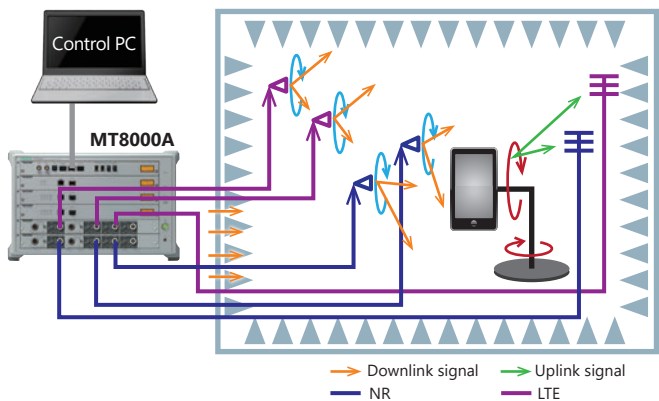 Control PC
MT8000A
Downlink signal
Uplink signal
NR
LTE